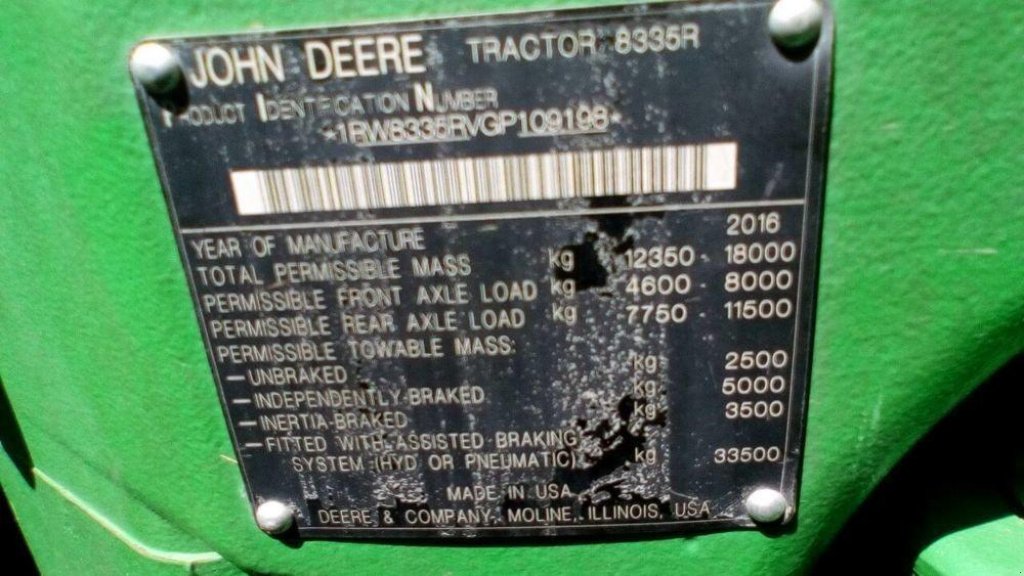 JOHN DEERE TRACTOR 8335R
PRODUCT IDENTIFICATION NUMBER
*1RW8335RVGP109198*
YEAR OF MANUFACTURE 2016
TOTAL PERMISSIBLE MASS kg 12350 - 18000
PERMISSIBLE FRONT AXLE LOAD kg 4600 - 8000
PERMISSIBLE REAR AXLE LOAD kg 7750 - 11500
PERMISSIBLE TOWABLE MASS:
—UNBRAKED kg 2500
—INDEPENDENTLY-BRAKED kg 5000
—INERTIA-BRAKED kg 3500
—FITTED WITH ASSISTED BRAKING
SYSTEM (HYD OR PNEUMATIC) kg 33500
MADE IN USA
DEERE & COMPANY, MOLINE, ILLINOIS, USA